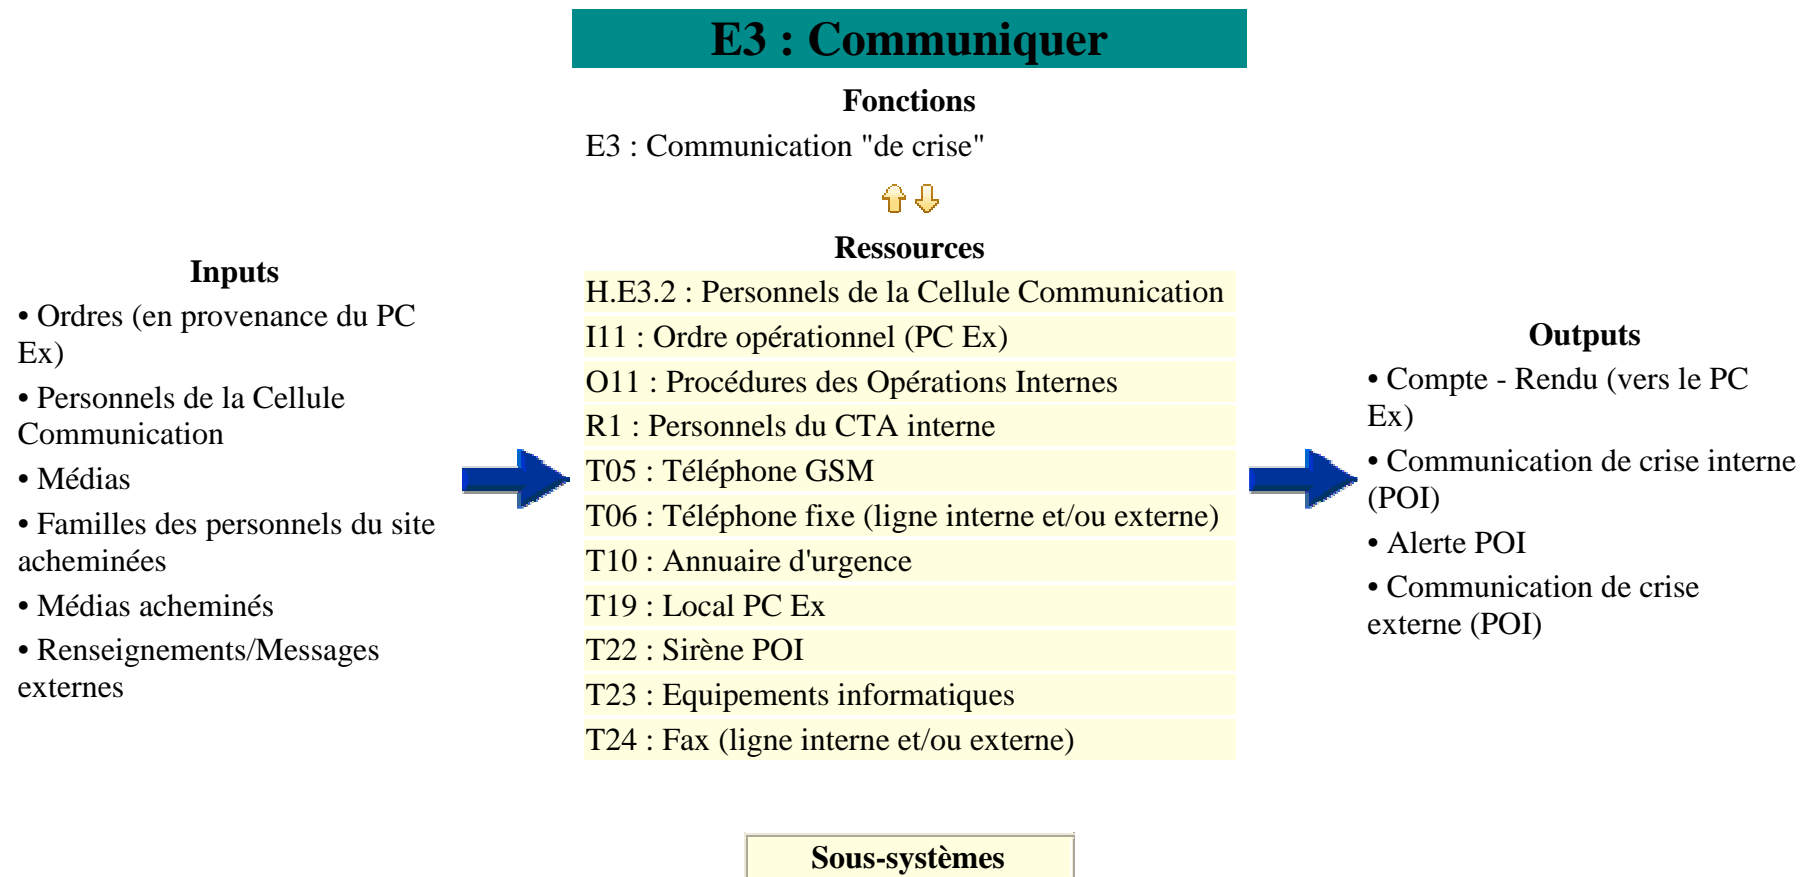 E3 : Communiquer
Fonctions
E3 : Communication "de crise"
Inputs
• Ordres (en provenance du PC
Ex)
• Personnels de la Cellule
Communication
• Médias
• Familles des personnels du site
acheminées
• Médias acheminés
• Renseignements/Messages
externes
Ressources
H.E3.2 : Personnels de la Cellule Communication
I11 : Ordre opérationnel (PC Ex)
O11 : Procédures des Opérations Internes
R1 : Personnels du CTA interne
T05 : Téléphone GSM
T06 : Téléphone fixe (ligne interne et/ou externe)
T10 : Annuaire d'urgence
T19 : Local PC Ex
T22 : Sirène POI
T23 : Equipements informatiques
T24 : Fax (ligne interne et/ou externe)
Outputs
• Compte - Rendu (vers le PC
Ex)
• Communication de crise interne
(POI)
• Alerte POI
• Communication de crise
externe (POI)
Sous-systèmes